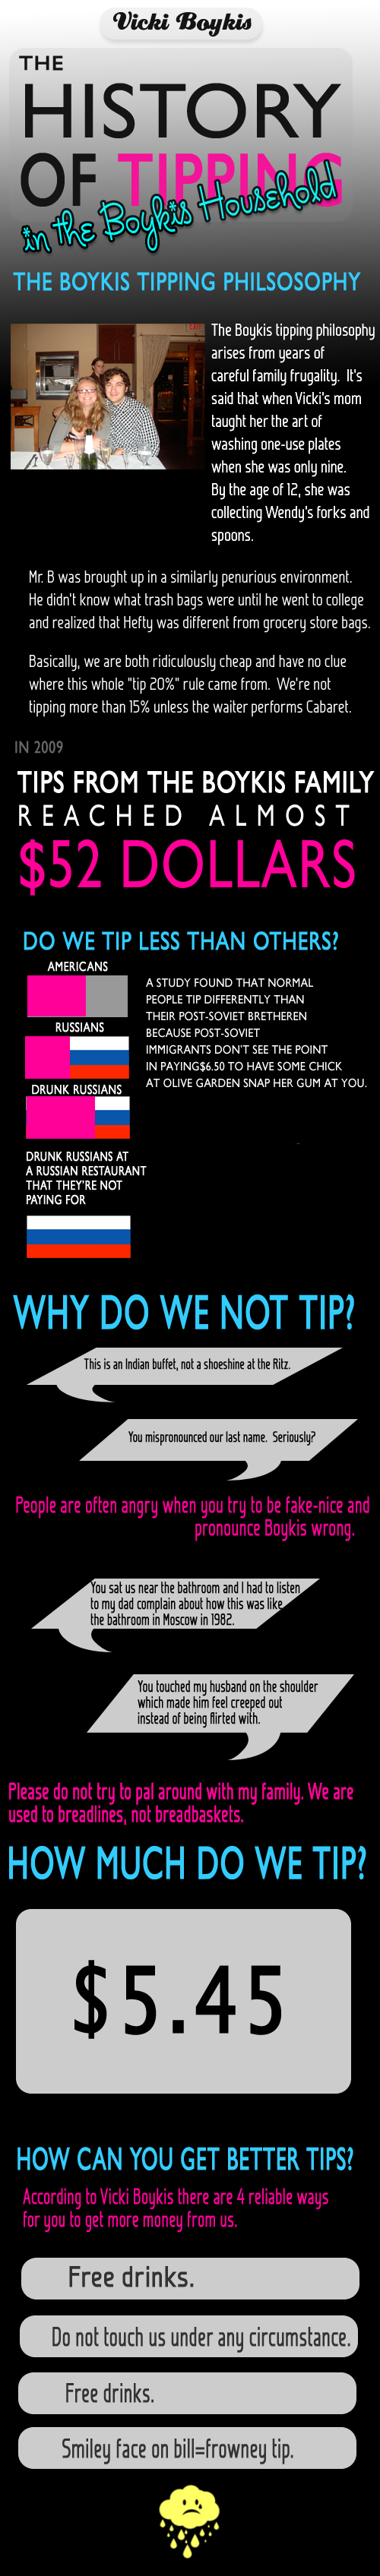 Vicki Boykis
THE
HISTORY
OF TIPPING
in the Boykis Household
THE BOYKIS TIPPING PHILSOSOPHY
The Boykis tipping philosophy
arises from years of
careful family frugality. It's
said that when Vicki's mom
taught her the art of
washing one-use plates
when she was only nine.
By the age of 12, she was
collecting Wendy's forks and
spoons.
Mr. B was brought up in a similarly penurious environment.
He didn't know what trash bags were until he went to college
and realized that Hefty was different from grocery store bags.
Basically, we are both ridiculously cheap and have no clue
where this whole "tip 20%" rule came from. We're not
tipping more than 15% unless the waiter performs Cabaret.
IN 2009
TIPS FROM THE BOYKIS FAMILY
REACHED ALMOST
$52 DOLLARS
DO WE TIP LESS THAN OTHERS?
AMERICANS
RUSSIANS
DRUNK RUSSIANS
DRUNK RUSSIANS AT
A RUSSIAN RESTAURANT
THAT THEY'RE NOT
PAYING FOR
A STUDY FOUND THAT NORMAL
PEOPLE TIP DIFFERENTLY THAN
THEIR POST-SOVIET BRETHEREN
BECAUSE POST-SOVIET
IMMIGRANTS DON'T SEE THE POINT
IN PAYING$6.50 TO HAVE SOME CHICK
AT OLIVE GARDEN SNAP HER GUM AT YOU.
WHY DO WE NOT TIP?
This is an Indian buffet, not a shoeshine at the Ritz.
You mispronounced our last name. Seriously?
People are often angry when you try to be fake-nice and
pronounce Boykis wrong.
You sat us near the bathroom and I had to listen
to my dad complain about how this was like
the bathroom in Moscow in 1982.
You touched my husband on the shoulder
which made him feel creeped out
instead of being flirted with.
Please do not try to pal around with my family. We are
used to breadlines, not breadbaskets.
HOW MUCH DO WE TIP?
$5.45
HOW CAN YOU GET BETTER TIPS?
According to Vicki Boykis there are 4 reliable ways
for you to get more money from us.
Free drinks.
Do not touch us under any circumstance.
Free drinks.
Smiley face on bill=frowney tip.